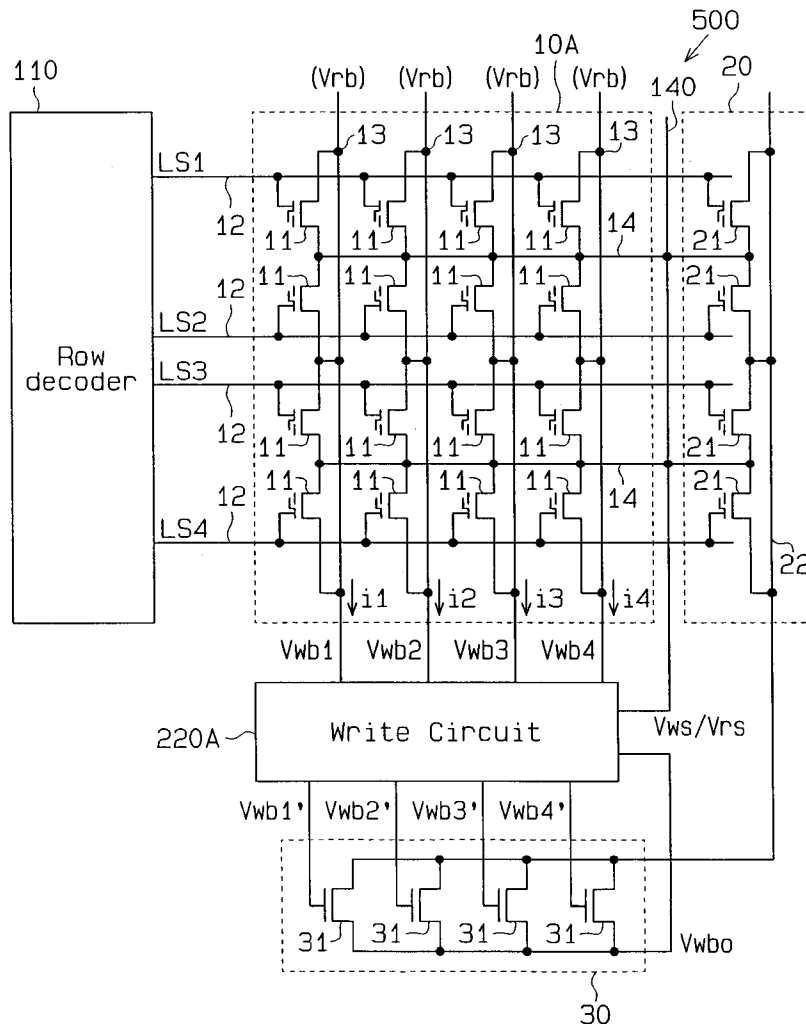 500
110
10A
20
(Vrb) (Vrb) (Vrb) (Vrb)
140
13 13 13 13
LS1
12
11 11 11 11
14
21
12
11 11 11 11
21
LS2
Row
decoder
LS3
12
11 11 11 11
21
12
11 11 11 11
14
21
LS4
22
i1 i2 i3 i4
Vwb1 Vwb2 Vwb3 Vwb4
220A
Write Circuit
Vws/Vrs
Vwb1' Vwb2' Vwb3' Vwb4'
31 31 31 31
Vwbo
30